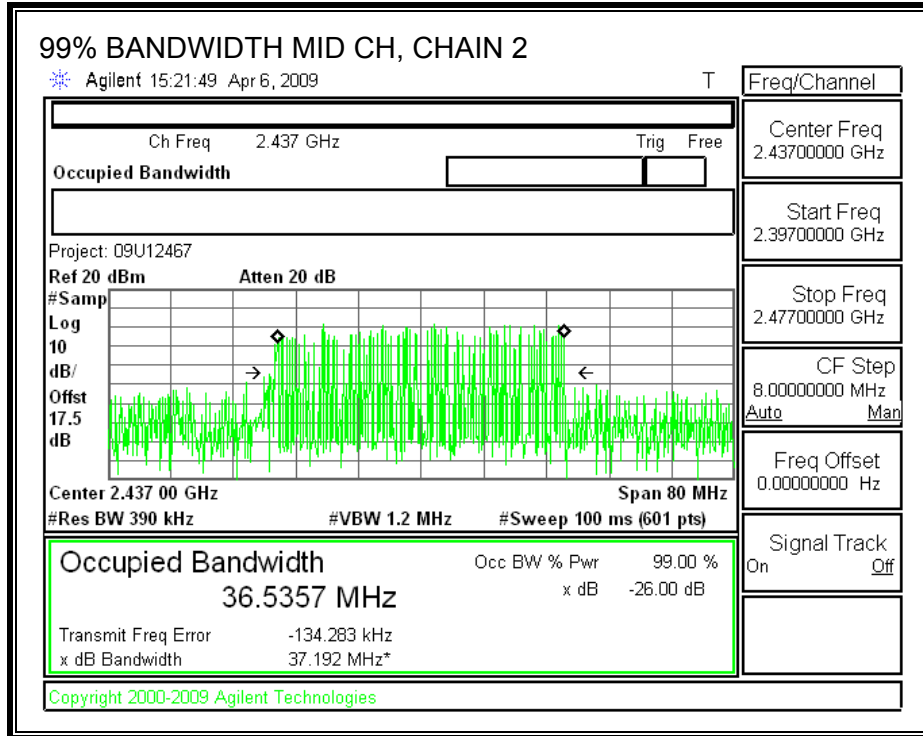 99% BANDWIDTH MID CH, CHAIN 2
Agilent 15:21:49 Apr 6, 2009 T
Ch Freq 2.437 GHz Trig Free
Occupied Bandwidth
Project: 09U12467
Ref 20 dBm Atten 20 dB
#Samp
Log
10
dB/
Offst
17.5
dB
Center 2.437 00 GHz Span 80 MHz
#Res BW 390 kHz #VBW 1.2 MHz #Sweep 100 ms (601 pts)
Occupied Bandwidth Occ BW % Pwr 99.00 %
36.5357 MHz x dB -26.00 dB
Transmit Freq Error -134.283 kHz
x dB Bandwidth 37.192 MHz*
Copyright 2000-2009 Agilent Technologies
Freq/Channel
Center Freq
2.43700000 GHz
Start Freq
2.39700000 GHz
Stop Freq
2.47700000 GHz
CF Step
8.00000000 MHz
Auto Man
Freq Offset
0.00000000 Hz
Signal Track
On Off